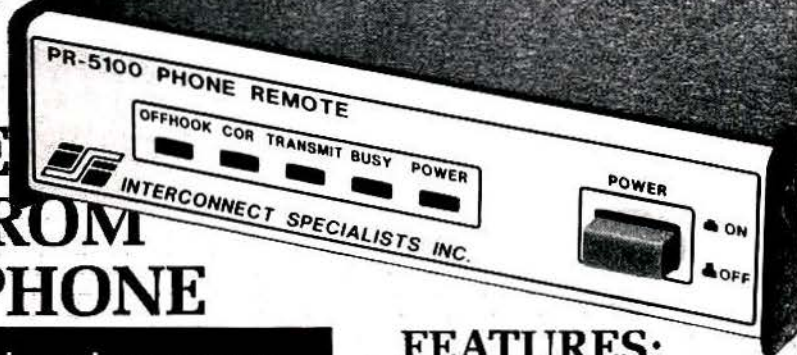 PR-5100 PHONE REMOTE
OFFHOOK COR TRANSMIT BUSY POWER
INTERCONNECT SPECIALISTS INC.
POWER
ON
OFF
ROM
PHONE
FEATURES: